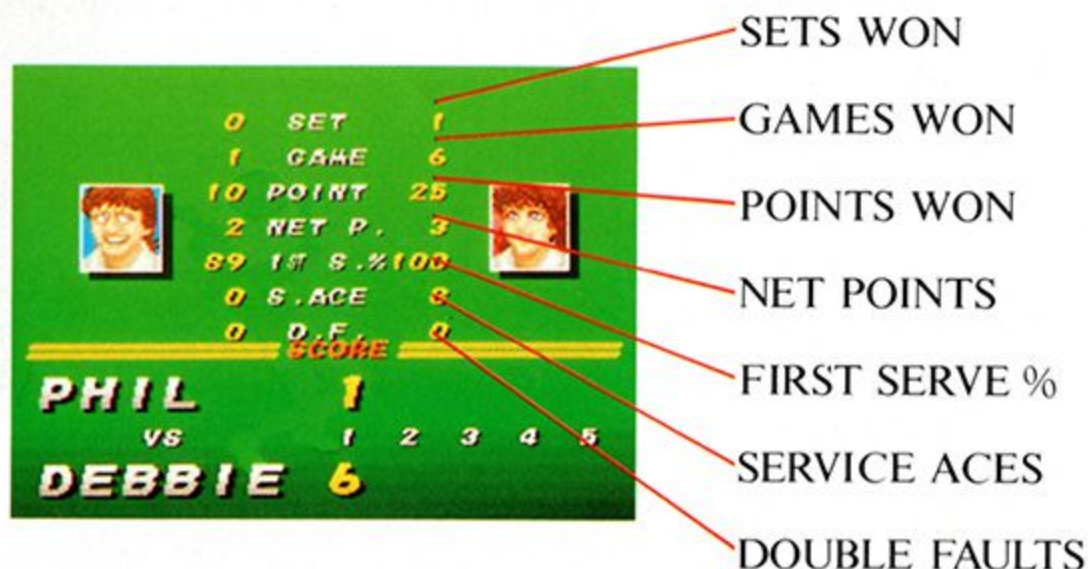 0 SET 1
1 GAME 6
10 POINT 25
2 NET P. 3
89 1ST S.% 100
0 S.ACE 8
0 D.F. 0
SCORE
PHIL 1
VS 1 2 3 4 5
DEBBIE 6
SETS WON
GAMES WON
POINTS WON
NET POINTS
FIRST SERVE %
SERVICE ACES
DOUBLE FAULTS